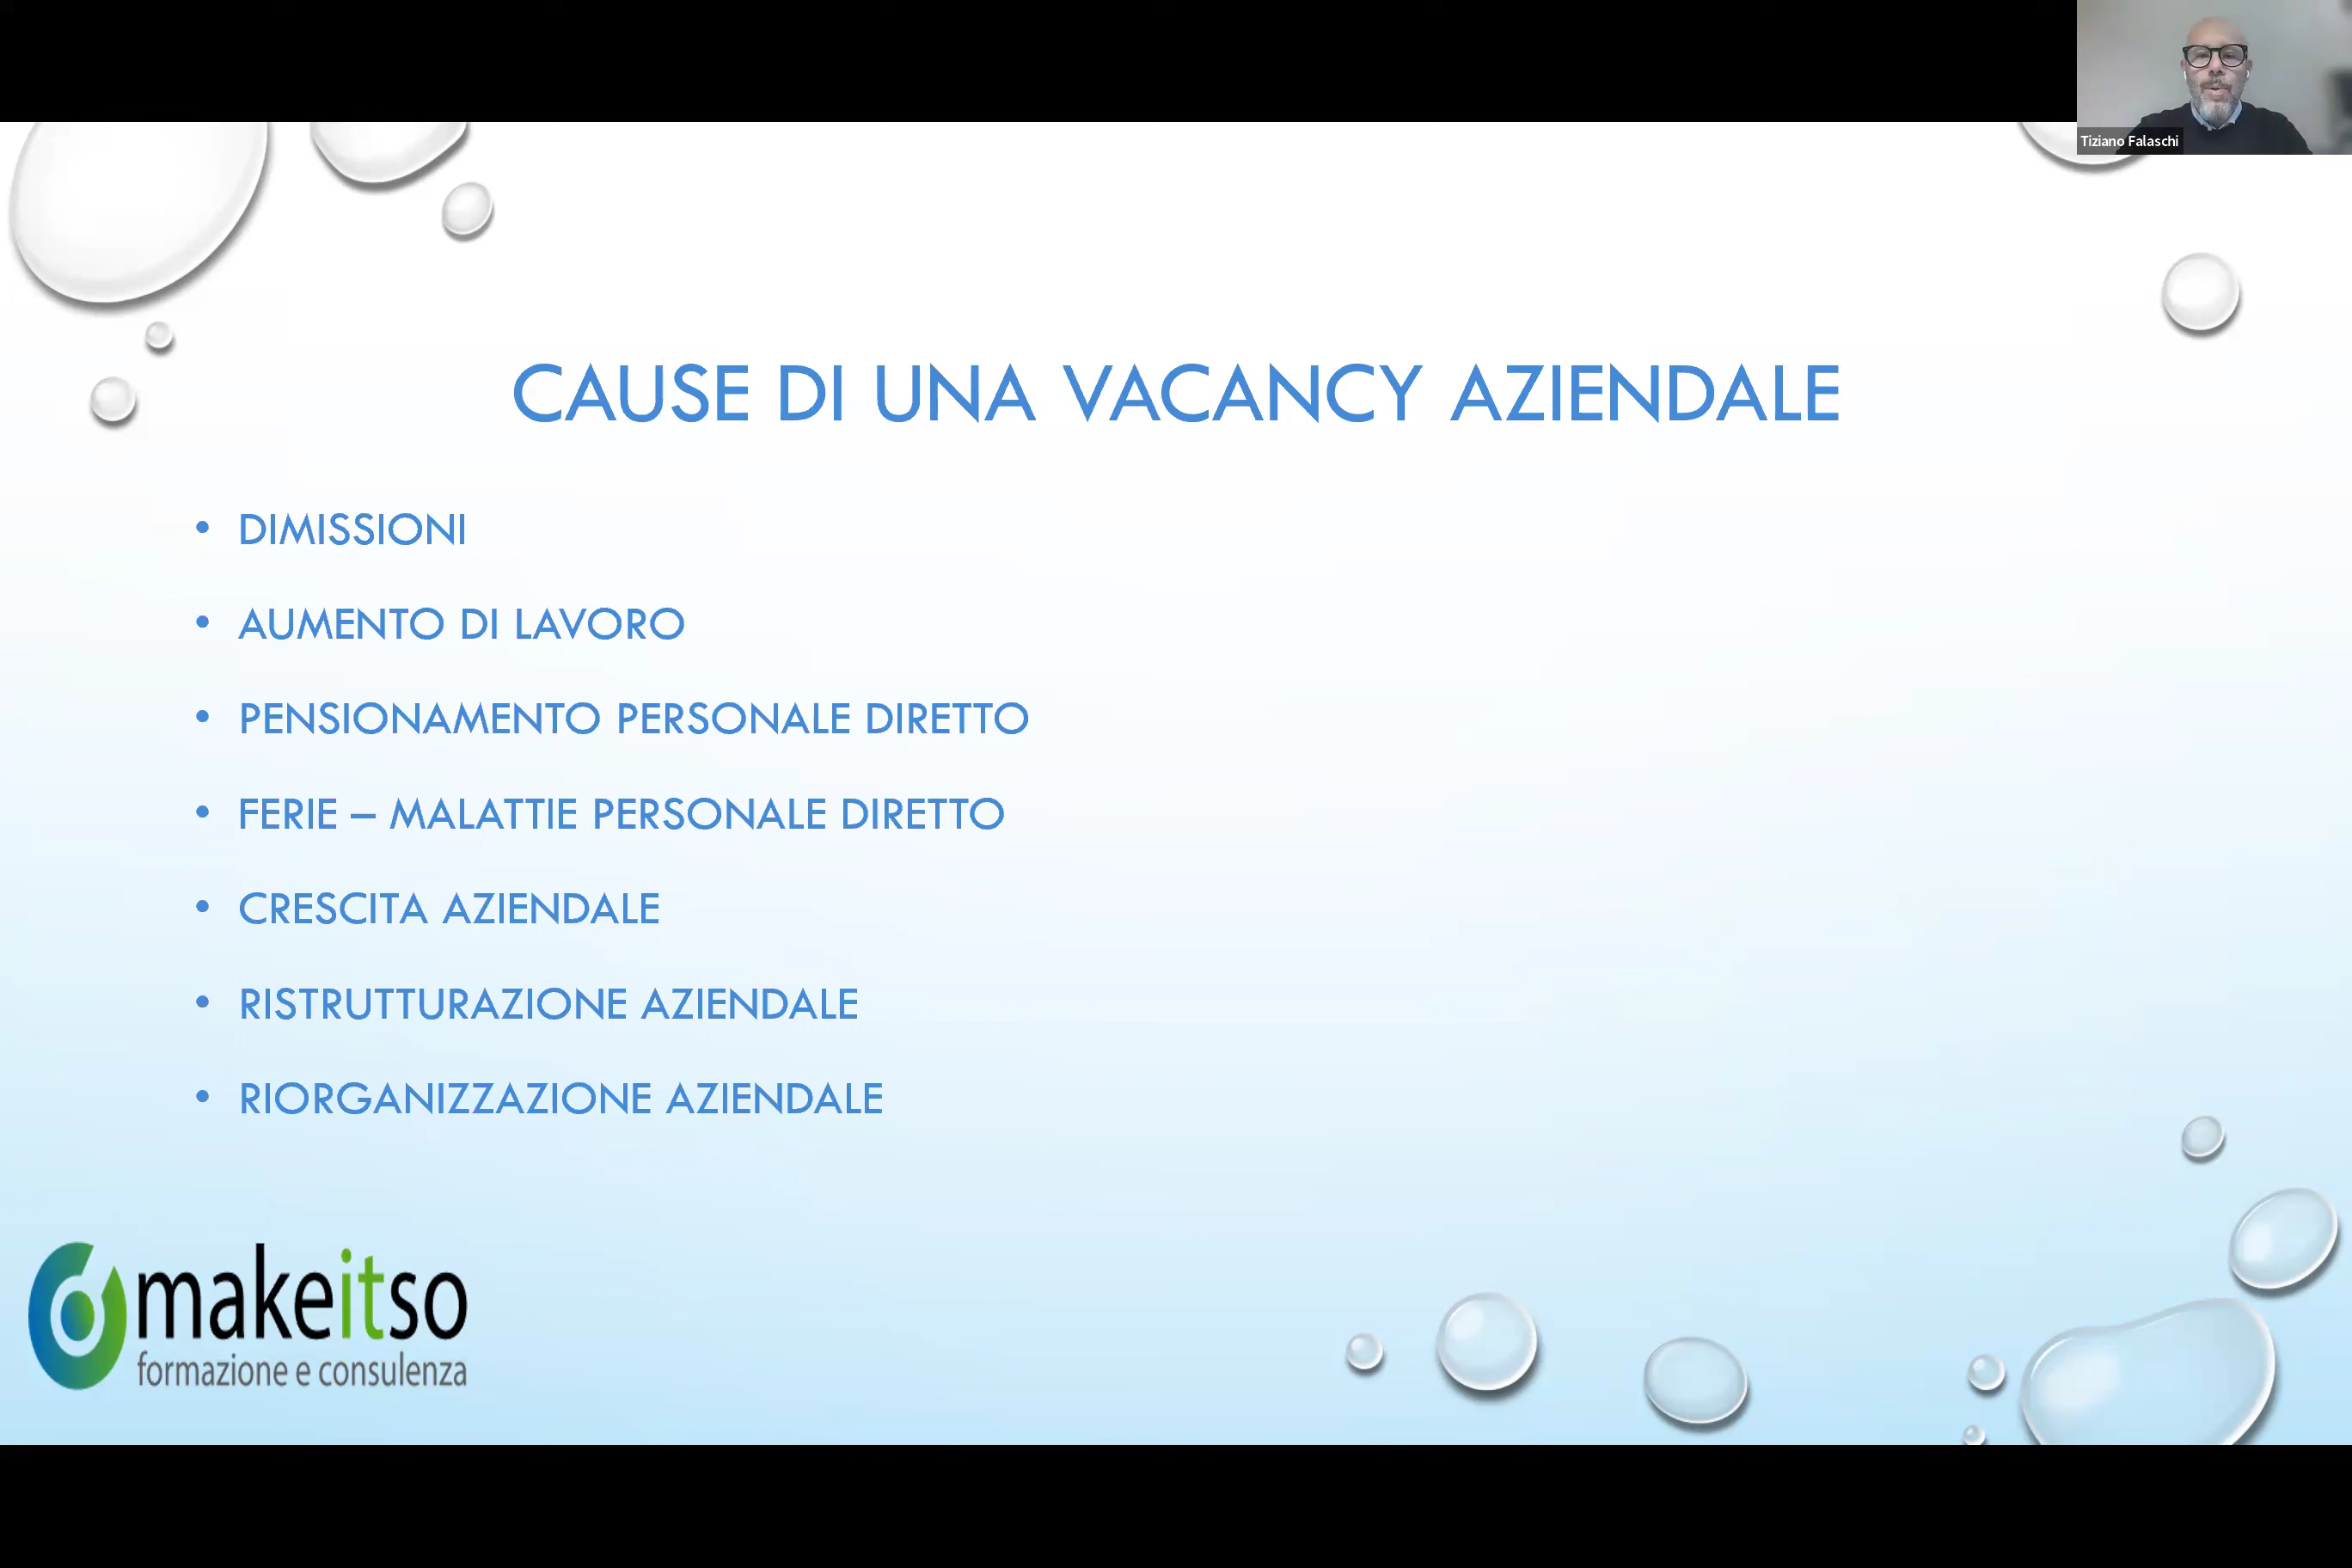 Tiziano Falaschi
CAUSE DI UNA VACANCY AZIENDALE
• DIMISSIONI
• AUMENTO DI LAVORO
• PENSIONAMENTO PERSONALE DIRETTO
• FERIE – MALATTIE PERSONALE DIRETTO
• CRESCITA AZIENDALE
• RISTRUTTURAZIONE AZIENDALE
• RIORGANIZZAZIONE AZIENDALE
makeitso
formazione e consulenza